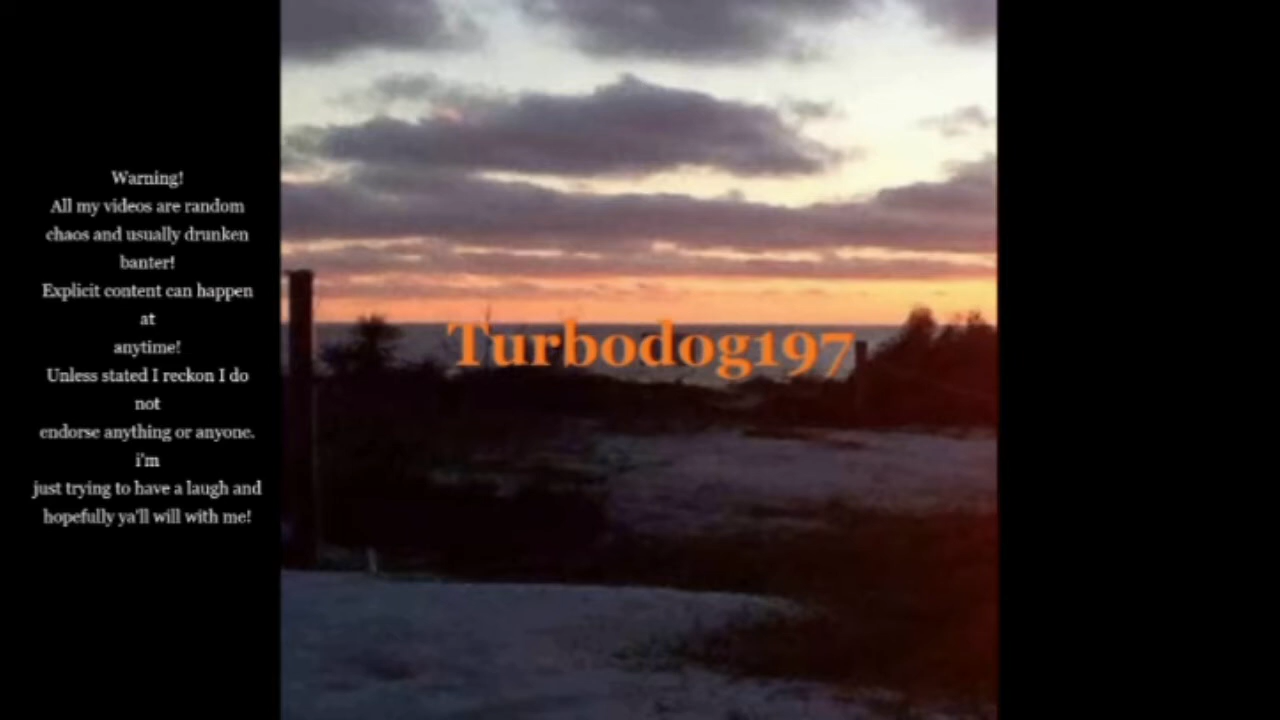 Warning!
All my videos are random
chaos and usually drunken
banter!
Explicit content can happen
at
anytime!
Unless stated I reckon I do
not
endorse anything or anyone.
i'm
just trying to have a laugh and
hopefully ya'll will with me!
Turbodog197